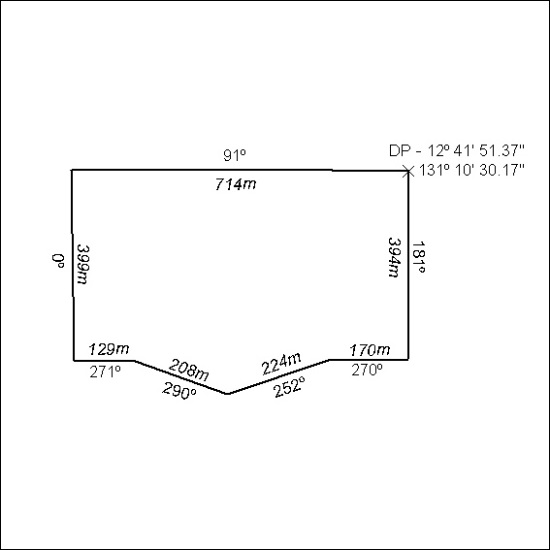 91º
DP - 12º 41' 51.37"
131º 10' 30.17"
714m
0º
399m
394m
181º
129m
271º
208m
290º
224m
252º
170m
270º